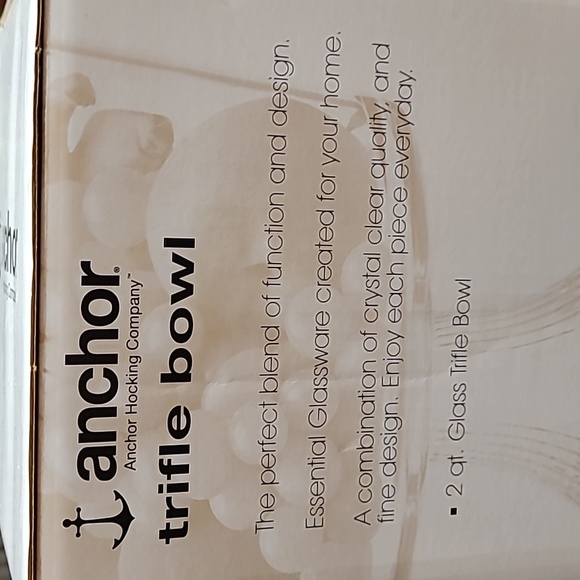 anchor®
Anchor Hocking Company™
trifle bowl
The perfect blend of function and design.
Essential Glassware created for your home.
A combination of crystal clear quality, and
fine design. Enjoy each piece everyday.
▪ 2 qt. Glass Trifle Bowl